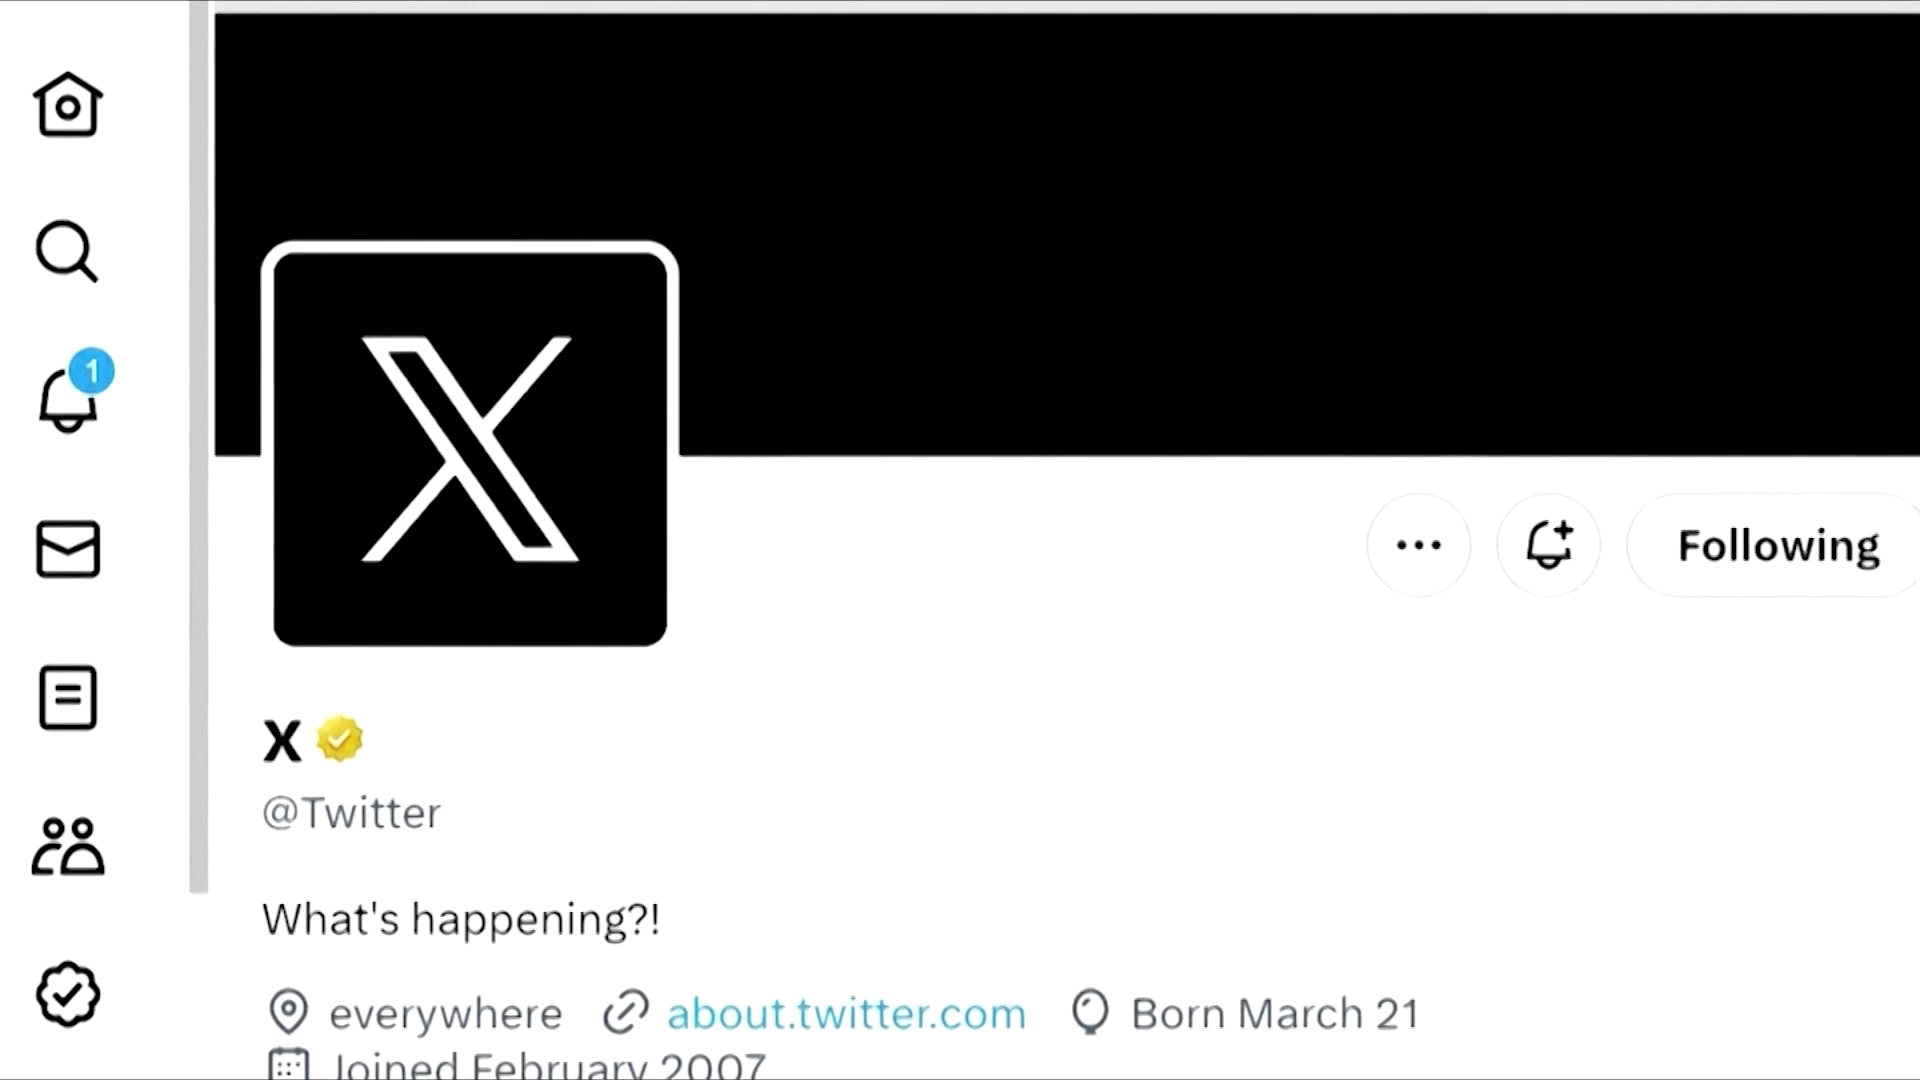 1
X
Following
X
@Twitter
What's happening?!
everywhere about.twitter.com Born March 21
Joined February 2007